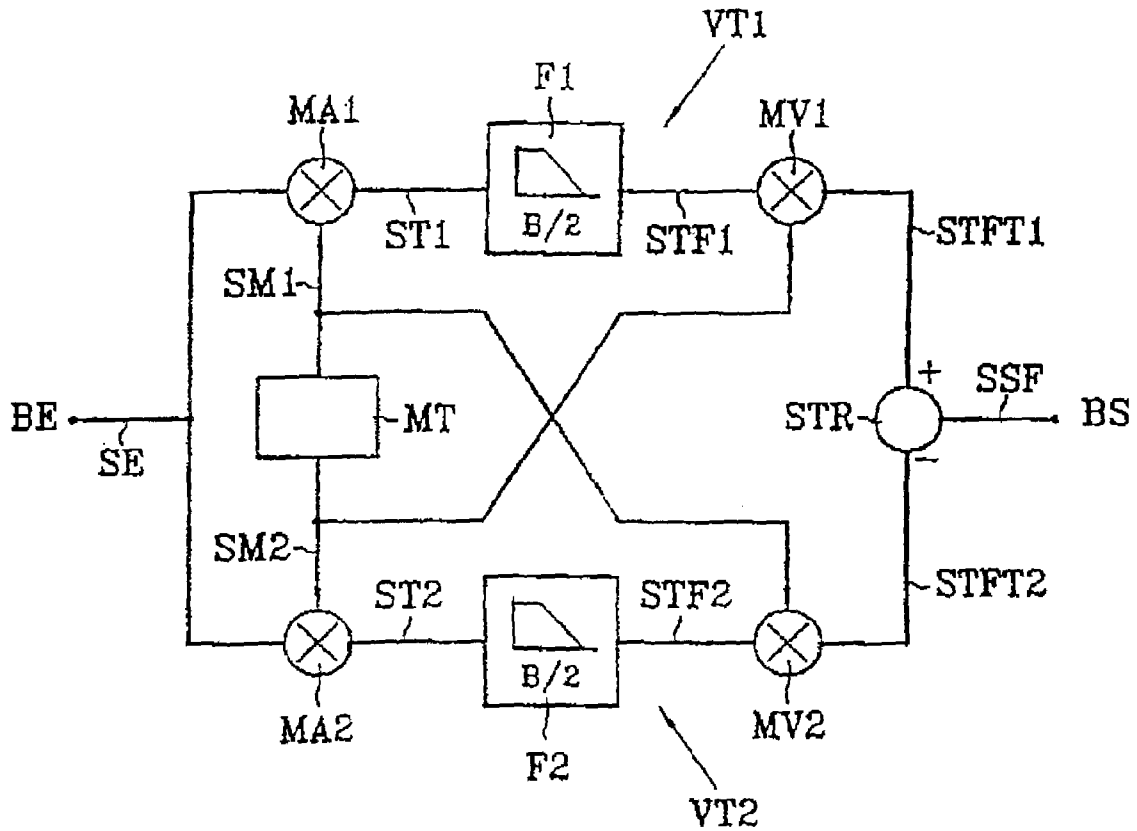 VT1
F1
MA1
MV1
B/2
ST1
STF1
STFT1
SM1
+
SSF
BE
MT
STR
BS
SE
-
SM2
ST2
STF2
STFT2
B/2
MA2
MV2
F2
VT2